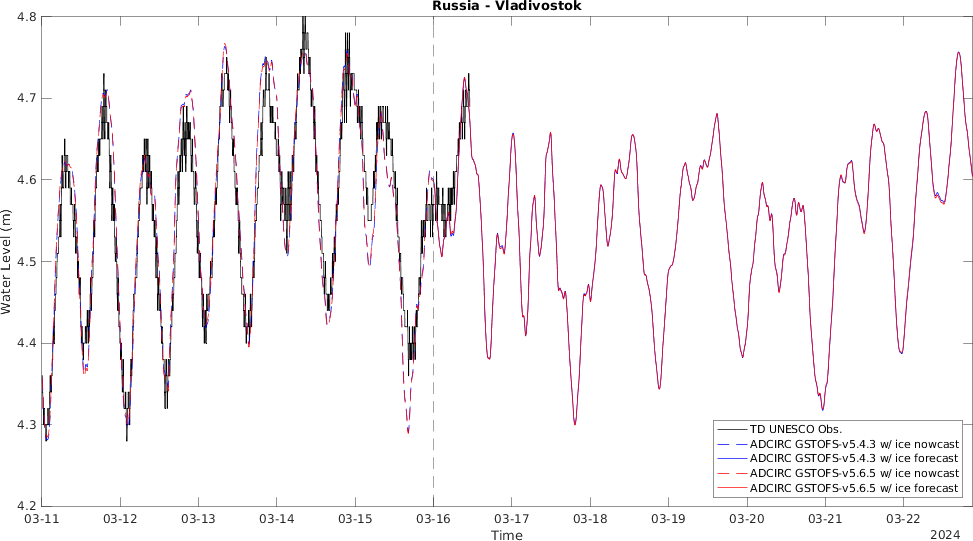 Russia - Vladivostok
4.8
4.7
4.6
4.5
4.4
4.3
4.2
Water Level (m)
TD UNESCO Obs.
ADCIRC GSTOFS-v5.4.3 w/ ice nowcast
ADCIRC GSTOFS-v5.4.3 w/ ice forecast
ADCIRC GSTOFS-v5.6.5 w/ ice nowcast
ADCIRC GSTOFS-v5.6.5 w/ ice forecast
03-11 03-12 03-13 03-14 03-15 03-16 03-17 03-18 03-19 03-20 03-21 03-22
Time
2024